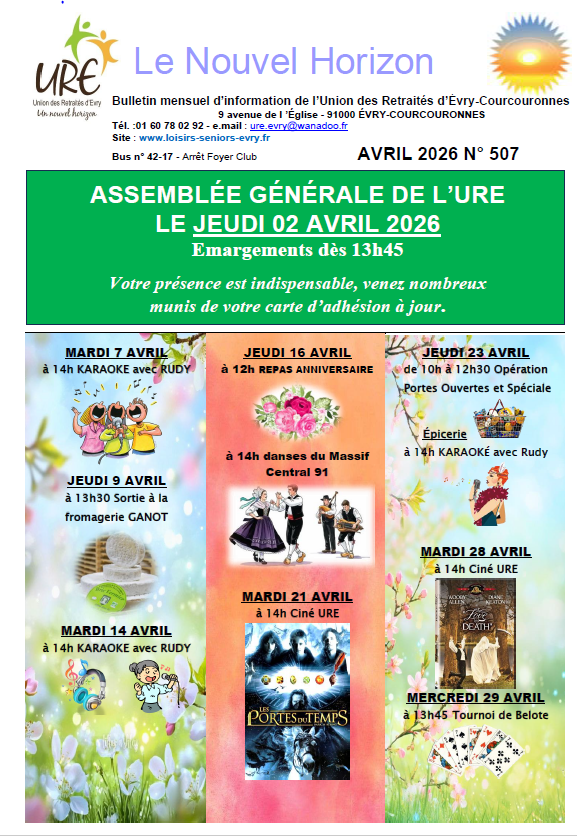 URE
Union des Retraités d'Evry
Un nouvel horizon
Le Nouvel Horizon
Bulletin mensuel d'information de l'Union des Retraités d'Évry-Courcouronnes
9 avenue de l 'Église - 91000 ÉVRY-COURCOURONNES
Tél. :01 60 78 02 92 - e.mail : ure.evry@wanadoo.fr
Site : www.loisirs-seniors-evry.fr
Bus n° 42-17 - Arrêt Foyer Club
AVRIL 2026 N° 507
ASSEMBLÉE GÉNÉRALE DE L'URE
LE JEUDI 02 AVRIL 2026
Emargements dès 13h45
Votre présence est indispensable, venez nombreux
munis de votre carte d'adhésion à jour.
MARDI 7 AVRIL
à 14h KARAOKE avec RUDY
JEUDI 9 AVRIL
à 13h30 Sortie à la
fromagerie GANOT
MARDI 14 AVRIL
à 14h KARAOKE avec RUDY
JEUDI 16 AVRIL
à 12h REPAS ANNIVERSAIRE
à 14h danses du Massif
Central 91
MARDI 21 AVRIL
à 14h Ciné URE
LES
PORTES DU TEMPS
JEUDI 23 AVRIL
de 10h à 12h30 Opération
Portes Ouvertes et Spéciale
Épicerie
à 14h KARAOKÉ avec Rudy
MARDI 28 AVRIL
à 14h Ciné URE
WOODY
ALLEN
DIANE
KEATON
Love
DEATH
MERCREDI 29 AVRIL
à 13h45 Tournoi de Belote